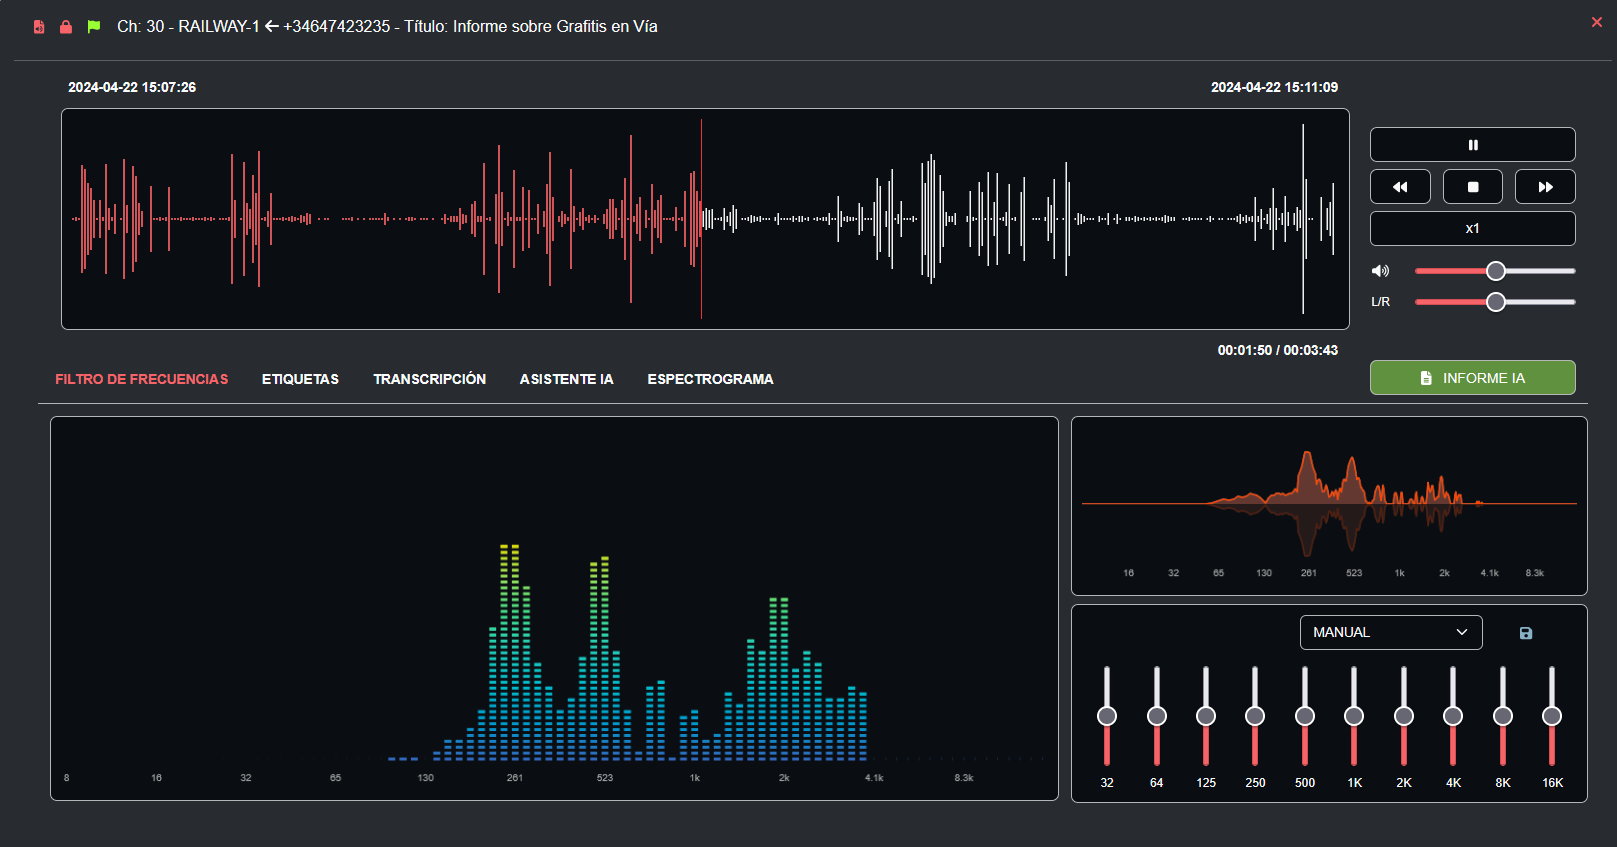 Ch: 30 - RAILWAY-1 ← +34647423235 - Título: Informe sobre Grafitis en Vía
2024-04-22 15:07:26 2024-04-22 15:11:09
x1
L/R
00:01:50 / 00:03:43
FILTRO DE FRECUENCIAS ETIQUETAS TRANSCRIPCIÓN ASISTENTE IA ESPECTROGRAMA
INFORME IA
8 16 32 65 130 261 523 1k 2k 4.1k 8.3k
16 32 65 130 261 523 1k 2k 4.1k 8.3k
MANUAL
32 64 125 250 500 1K 2K 4K 8K 16K